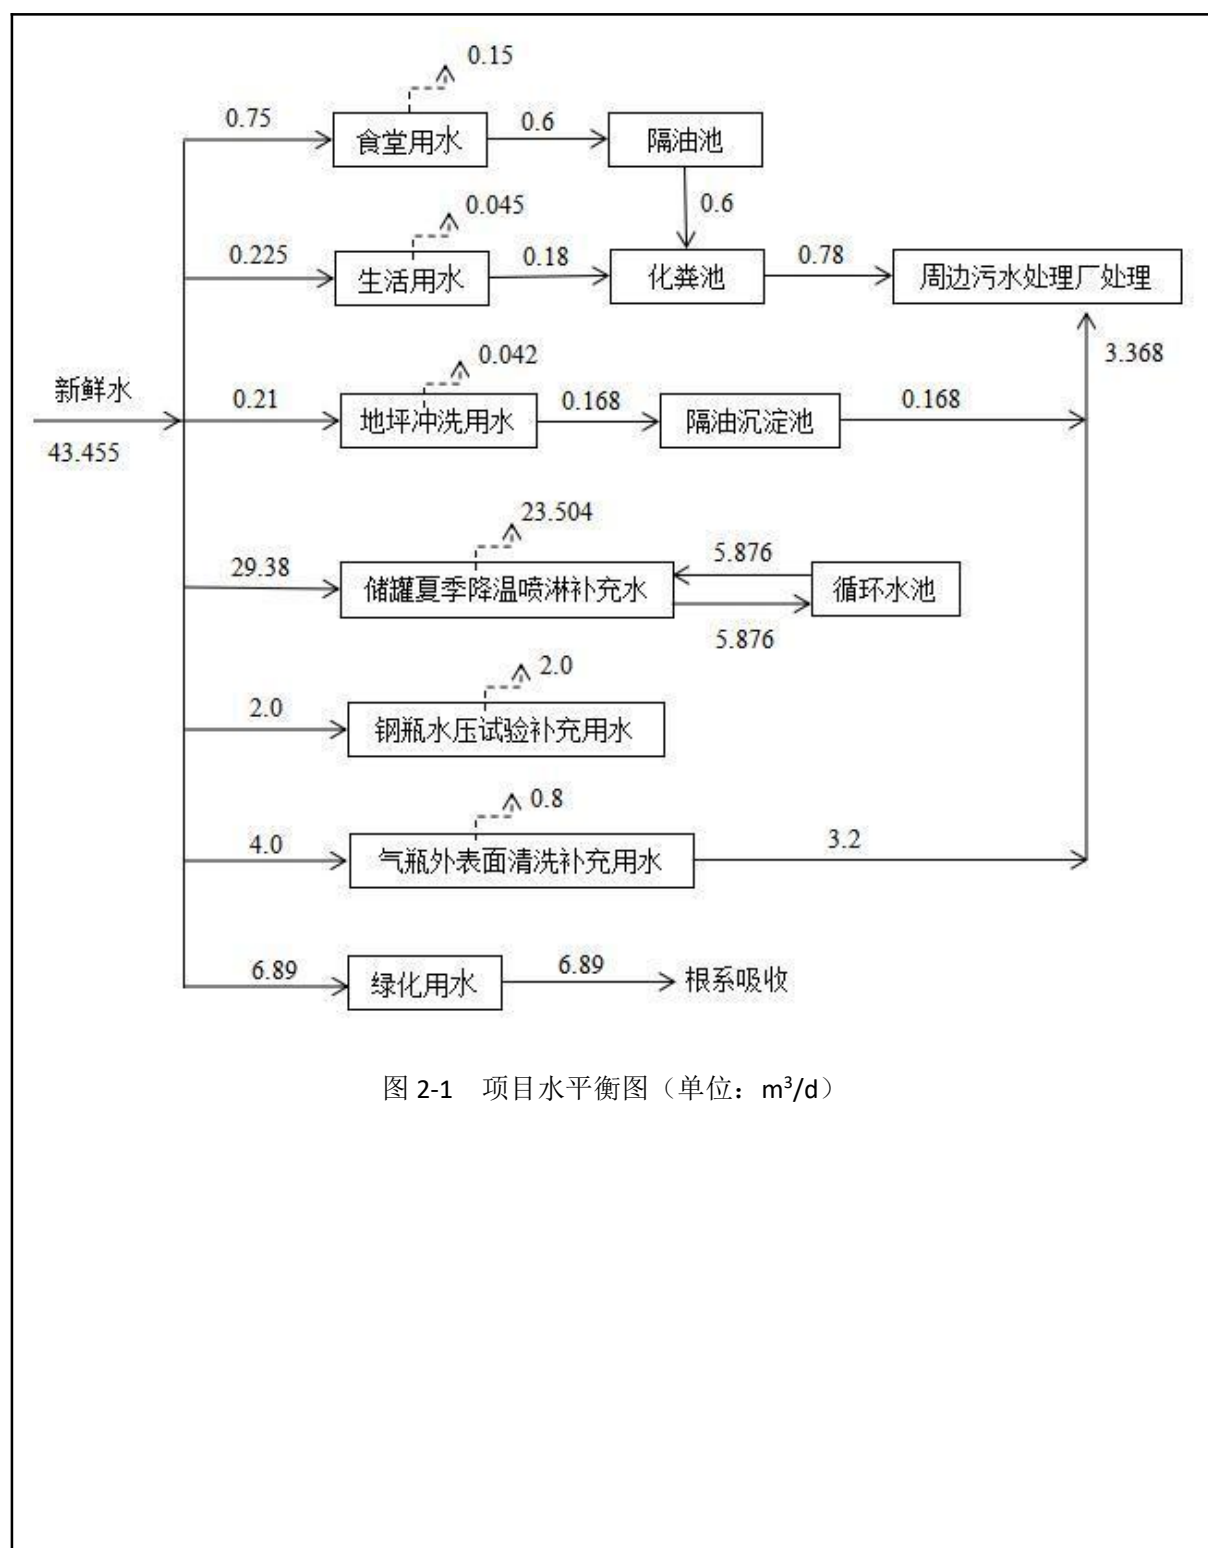 0.15
0.75
食堂用水
0.6
隔油池
0.6
0.045
0.225
生活用水
0.18
化粪池
0.78
周边污水处理厂处理
3.368
新鲜水
43.455
0.042
0.21
地坪冲洗用水
0.168
隔油沉淀池
0.168
23.504
29.38
储罐夏季降温喷淋补充水
5.876
5.876
循环水池
2.0
2.0
钢瓶水压试验补充用水
0.8
4.0
气瓶外表面清洗补充用水
3.2
6.89
绿化用水
6.89
根系吸收
图 2-1 项目水平衡图（单位：m³/d）